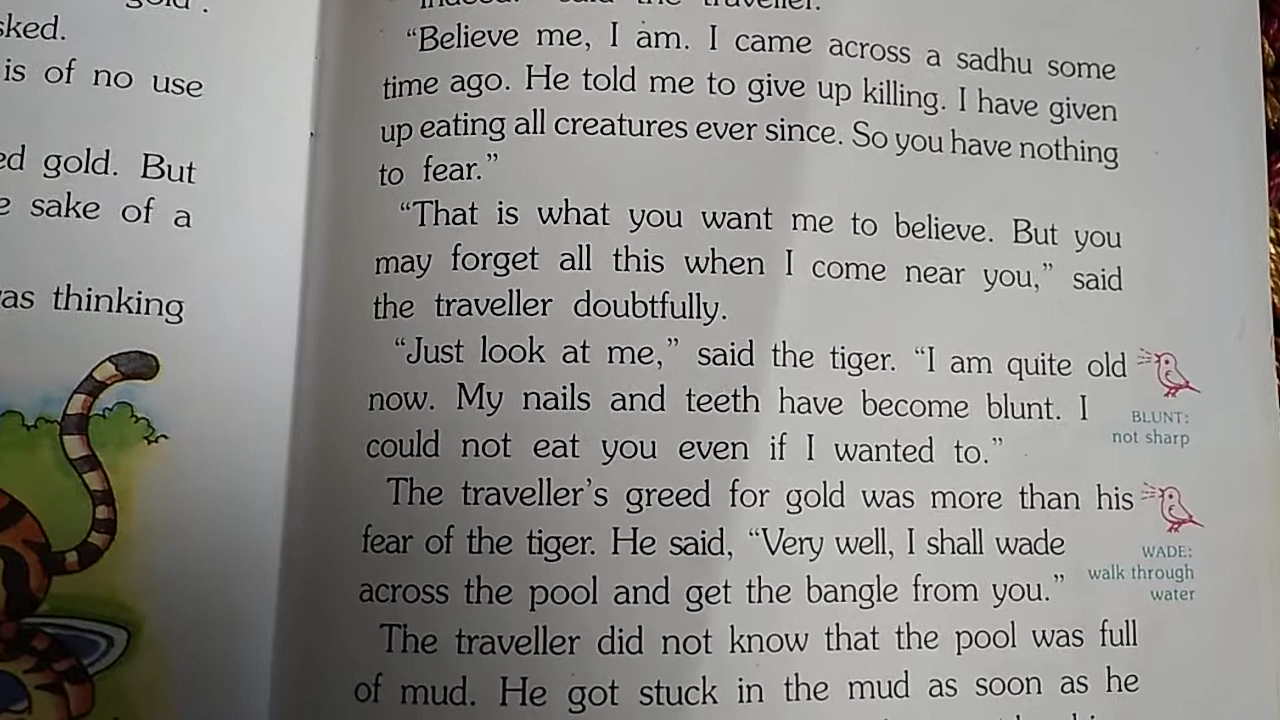 sked.
is of no use
ed gold. But
sake of a
as thinking
said the traveller.
“Believe me, I am. I came across a sadhu some
time ago. He told me to give up killing. I have given
up eating all creatures ever since. So you have nothing
to fear.”
“That is what you want me to believe. But you
may forget all this when I come near you,” said
the traveller doubtfully.
“Just look at me,” said the tiger. “I am quite old
now. My nails and teeth have become blunt. I
could not eat you even if I wanted to.”
BLUNT:
not sharp
The traveller’s greed for gold was more than his
fear of the tiger. He said, “Very well, I shall wade
across the pool and get the bangle from you.”
WADE:
walk through
water
The traveller did not know that the pool was full
of mud. He got stuck in the mud as soon as he